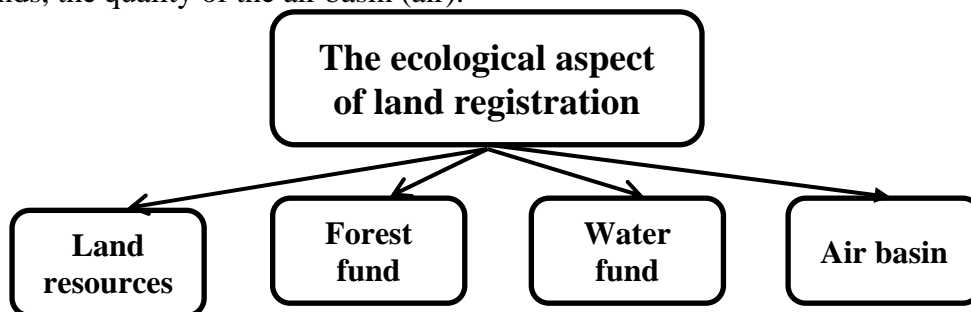 the quality of the air basin (air).
The ecological aspect
of land registration
Land
resources
Forest
fund
Water
fund
Air basin